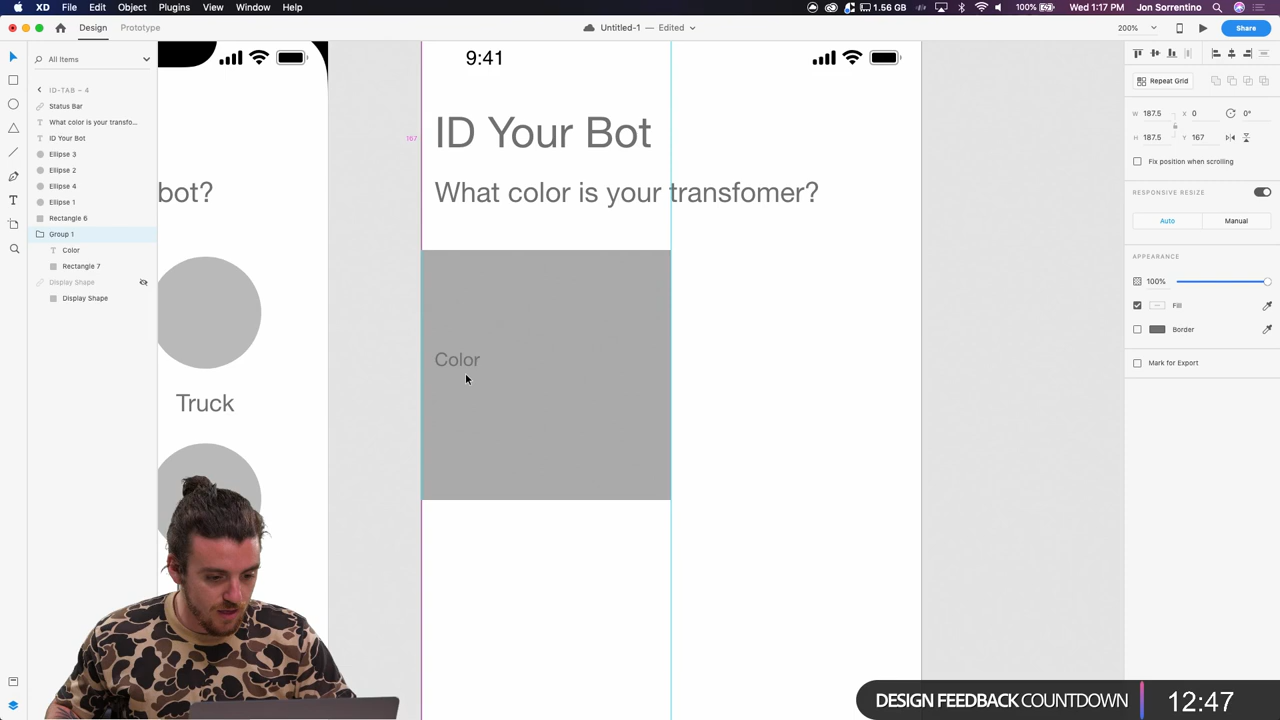 XD File Edit Object Plugins View Window Help
1.56 GB 100% Wed 1:17 PM Jon Sorrentino
Design Prototype
Untitled-1 — Edited
200%
Share
All Items
ID-TAB – 4
Status Bar
What color is your transfo...
ID Your Bot
Ellipse 3
Ellipse 2
Ellipse 4
Ellipse 1
Rectangle 6
Group 1
Color
Rectangle 7
Display Shape
Display Shape
bot?
Truck
9:41
167
ID Your Bot
What color is your transfomer?
Color
Repeat Grid
W 187.5 X 0 0°
H 187.5 Y 167
Fix position when scrolling
RESPONSIVE RESIZE
Auto Manual
APPEARANCE
100%
Fill
Border
Mark for Export
DESIGN FEEDBACK COUNTDOWN 12:47